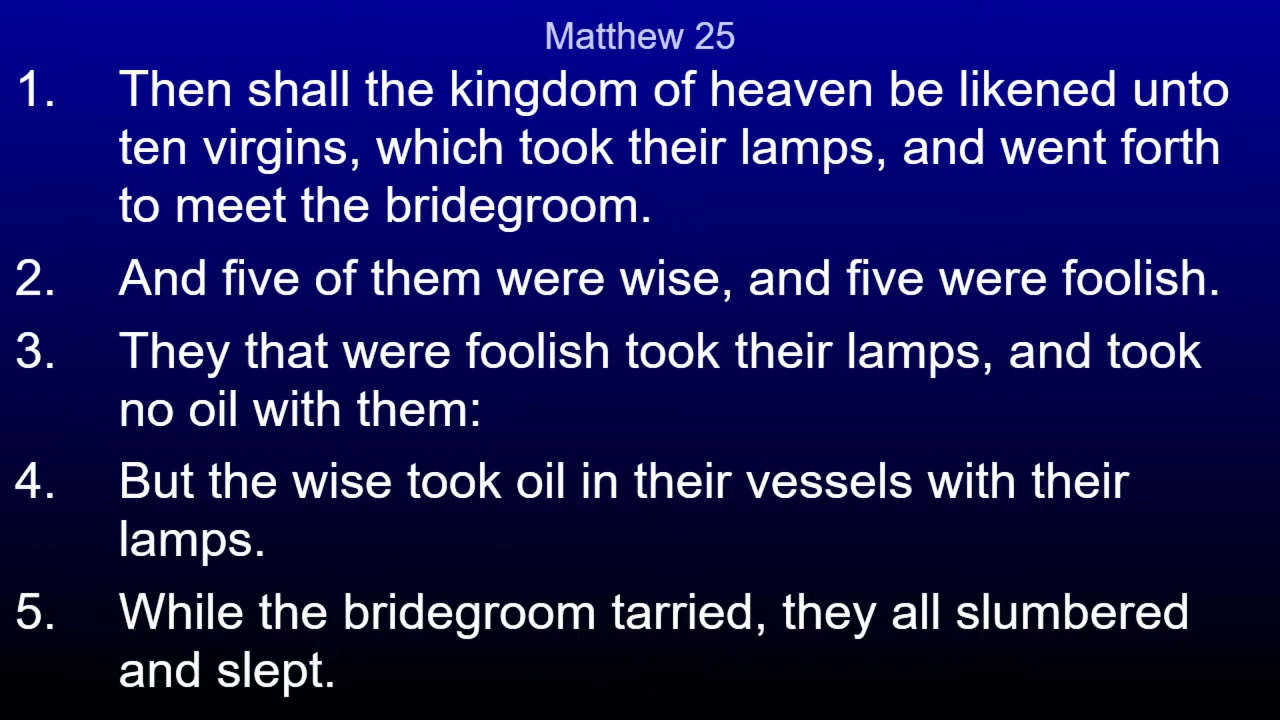 Matthew 25
1. Then shall the kingdom of heaven be likened unto
ten virgins, which took their lamps, and went forth
to meet the bridegroom.
2. And five of them were wise, and five were foolish.
3. They that were foolish took their lamps, and took
no oil with them:
4. But the wise took oil in their vessels with their
lamps.
5. While the bridegroom tarried, they all slumbered
and slept.